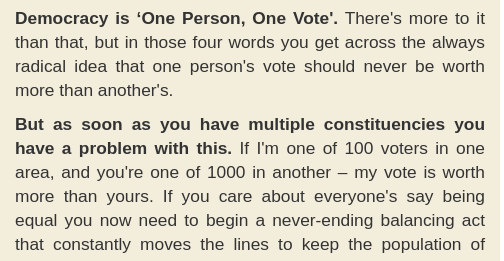 Democracy is ‘One Person, One Vote'. There's more to it
than that, but in those four words you get across the always
radical idea that one person's vote should never be worth
more than another's.
But as soon as you have multiple constituencies you
have a problem with this. If I'm one of 100 voters in one
area, and you're one of 1000 in another – my vote is worth
more than yours. If you care about everyone's say being
equal you now need to begin a never-ending balancing act
that constantly moves the lines to keep the population of